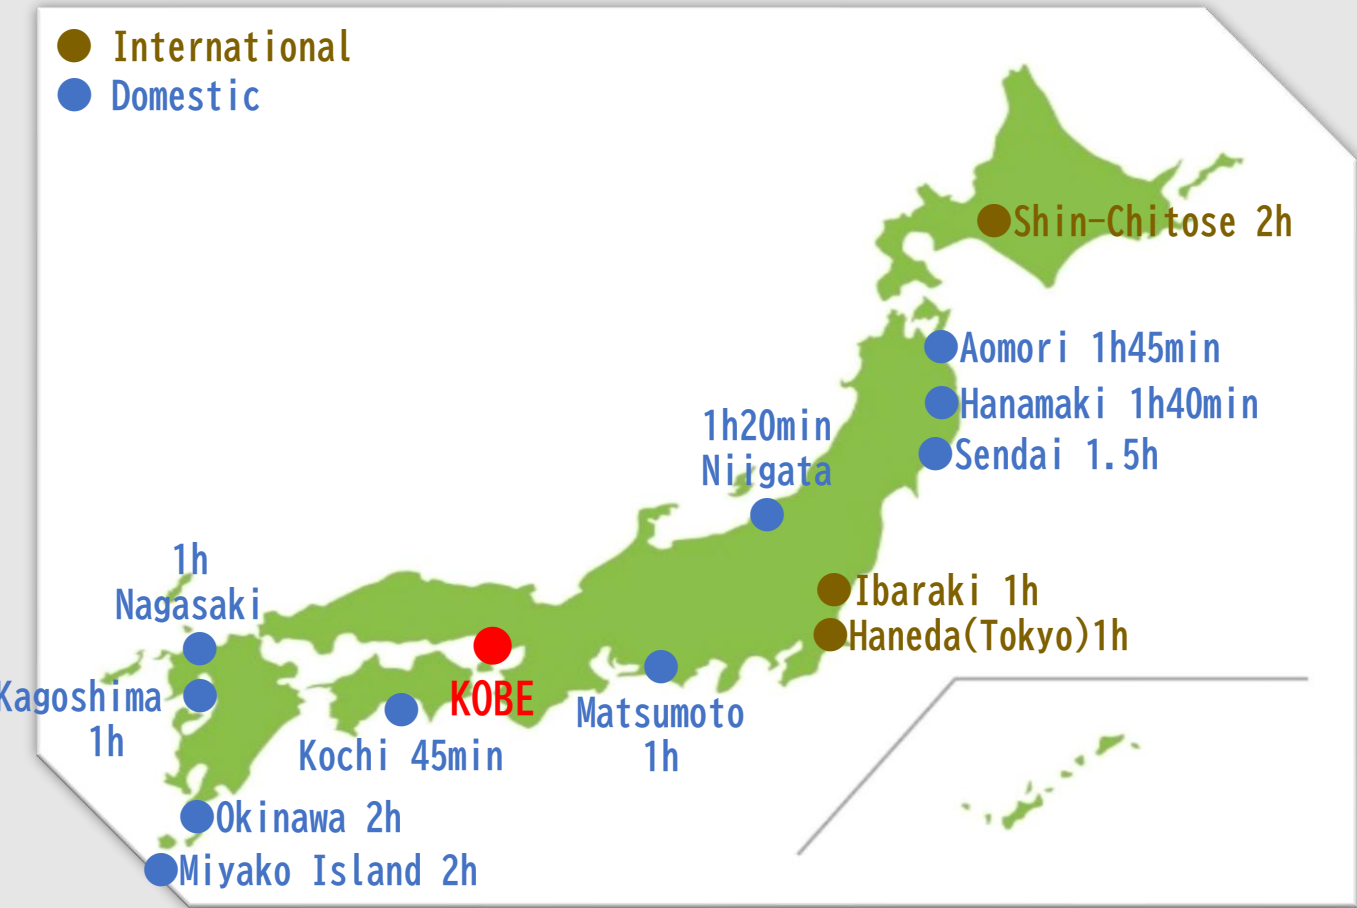 International
Domestic
Shin-Chitose 2h
Aomori 1h45min
Hanamaki 1h40min
1h20min
Niigata
Sendai 1.5h
1h
Nagasaki
Ibaraki 1h
Haneda(Tokyo)1h
Kagoshima
1h
KOBE
Matsumoto
1h
Kochi 45min
Okinawa 2h
Miyako Island 2h